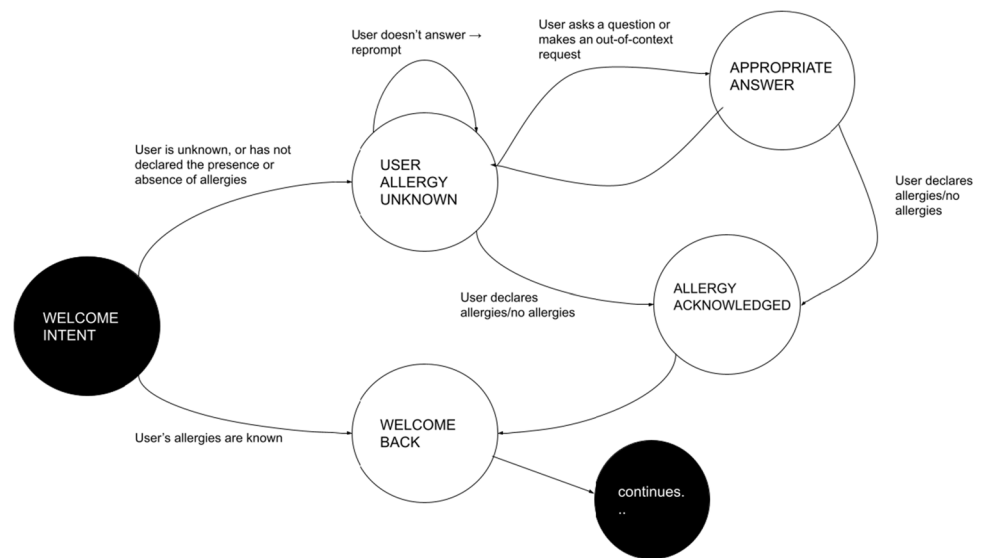 User doesn't answer →
reprompt
User asks a question or
makes an out-of-context
request
APPROPRIATE
ANSWER
User is unknown, or has not
declared the presence or
absence of allergies
USER
ALLERGY
UNKNOWN
User declares
allergies/no
allergies
WELCOME
INTENT
User declares
allergies/no allergies
ALLERGY
ACKNOWLEDGED
User's allergies are known
WELCOME
BACK
continues.
..